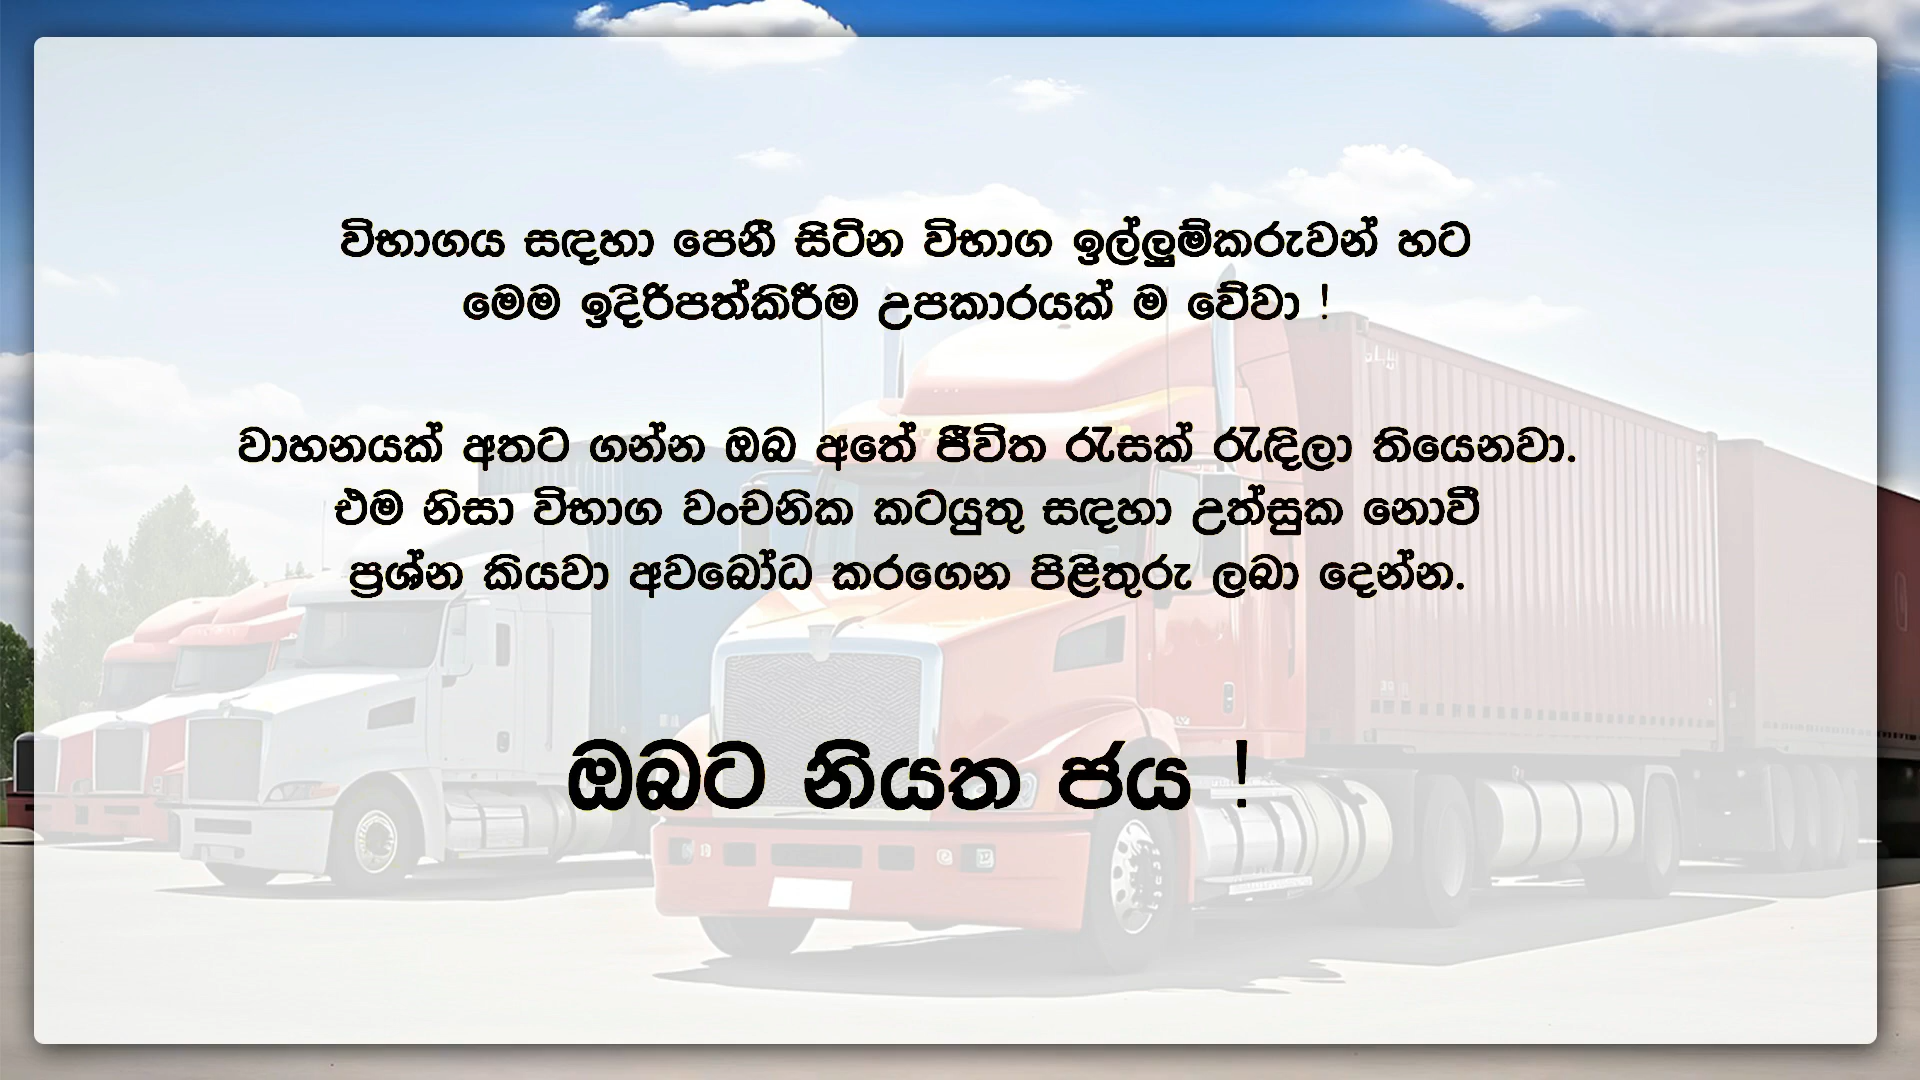 විභාගය සඳහා පෙනී සිටින විභාග ඉල්ලුම්කරුවන් හට
මෙම ඉදිරිපත්කිරීම උපකාරයක් ම වේවා !
වාහනයක් අතට ගන්න ඔබ අතේ ජීවිත රැසක් රැඳිලා තියෙනවා.
එම නිසා විභාග වංචනික කටයුතු සඳහා උත්සුක නොවී
ප්‍රශ්න කියවා අවබෝධ කරගෙන පිළිතුරු ලබා දෙන්න.
ඔබට නියත ජය !